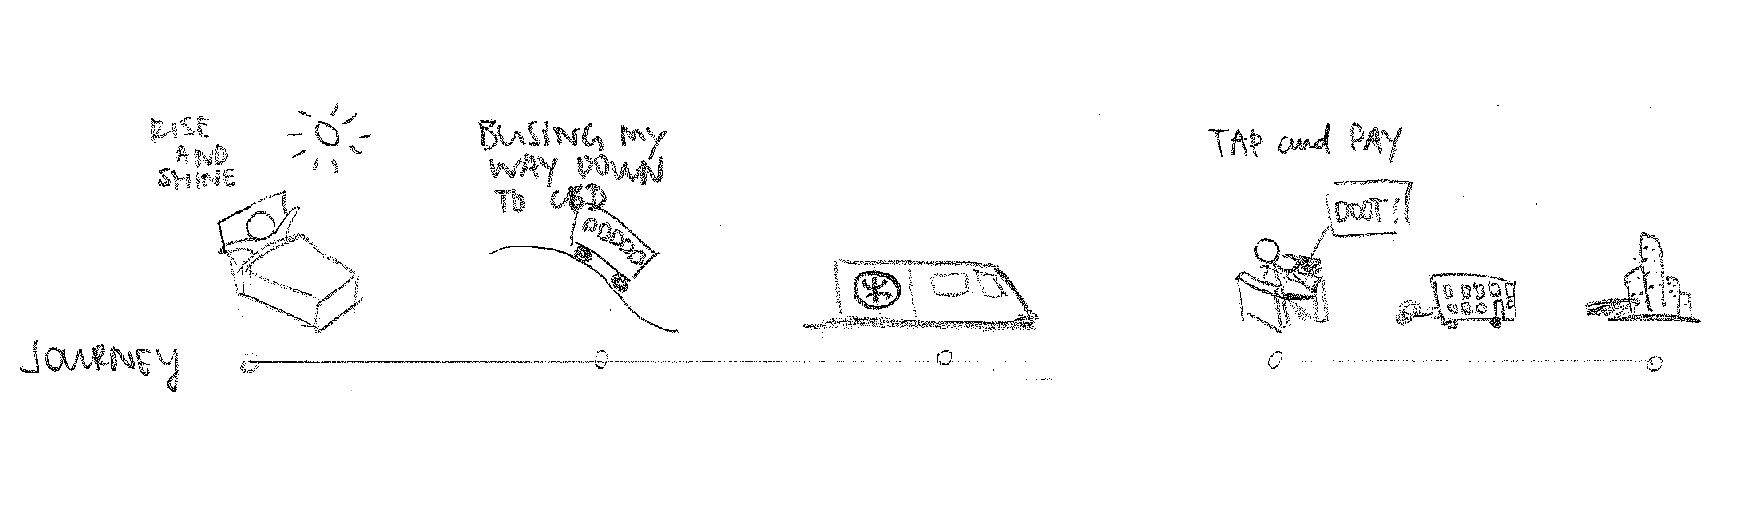 RISE
AND
SHINE
BUSING MY
WAY DOWN
TO CBD
TAP and PAY
DOOT!
JOURNEY